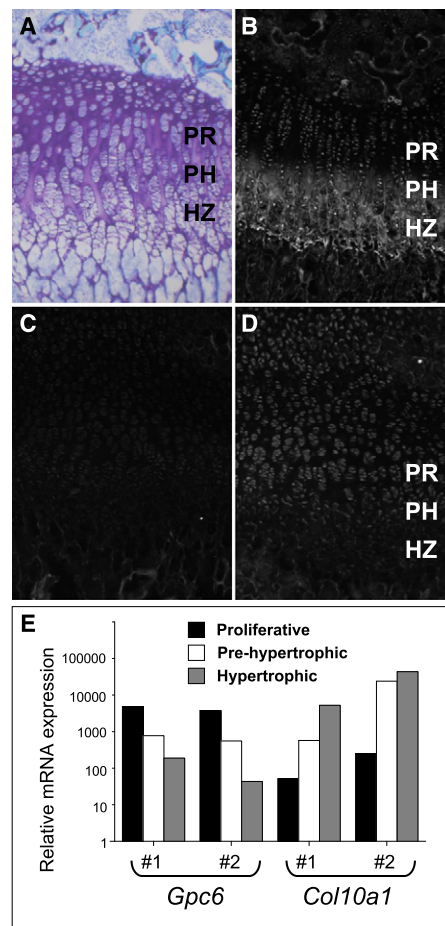 A
PR
PH
HZ
B
PR
PH
HZ
C
D
PR
PH
HZ
E
Proliferative
Pre-hypertrophic
Hypertrophic
Relative mRNA expression
100000
10000
1000
100
10
1
#1 #2 #1 #2
Gpc6 Col10a1